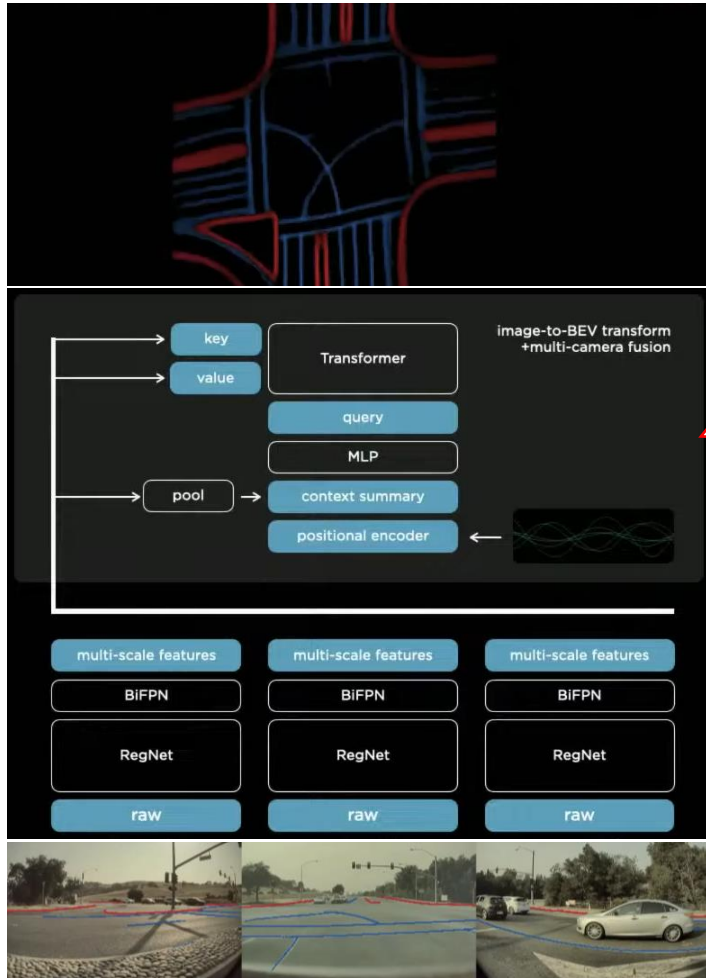 key
Transformer
image-to-BEV transform
+multi-camera fusion
value
query
MLP
pool
context summary
positional encoder
multi-scale features
multi-scale features
multi-scale features
BiFPN
BiFPN
BiFPN
RegNet
RegNet
RegNet
raw
raw
raw